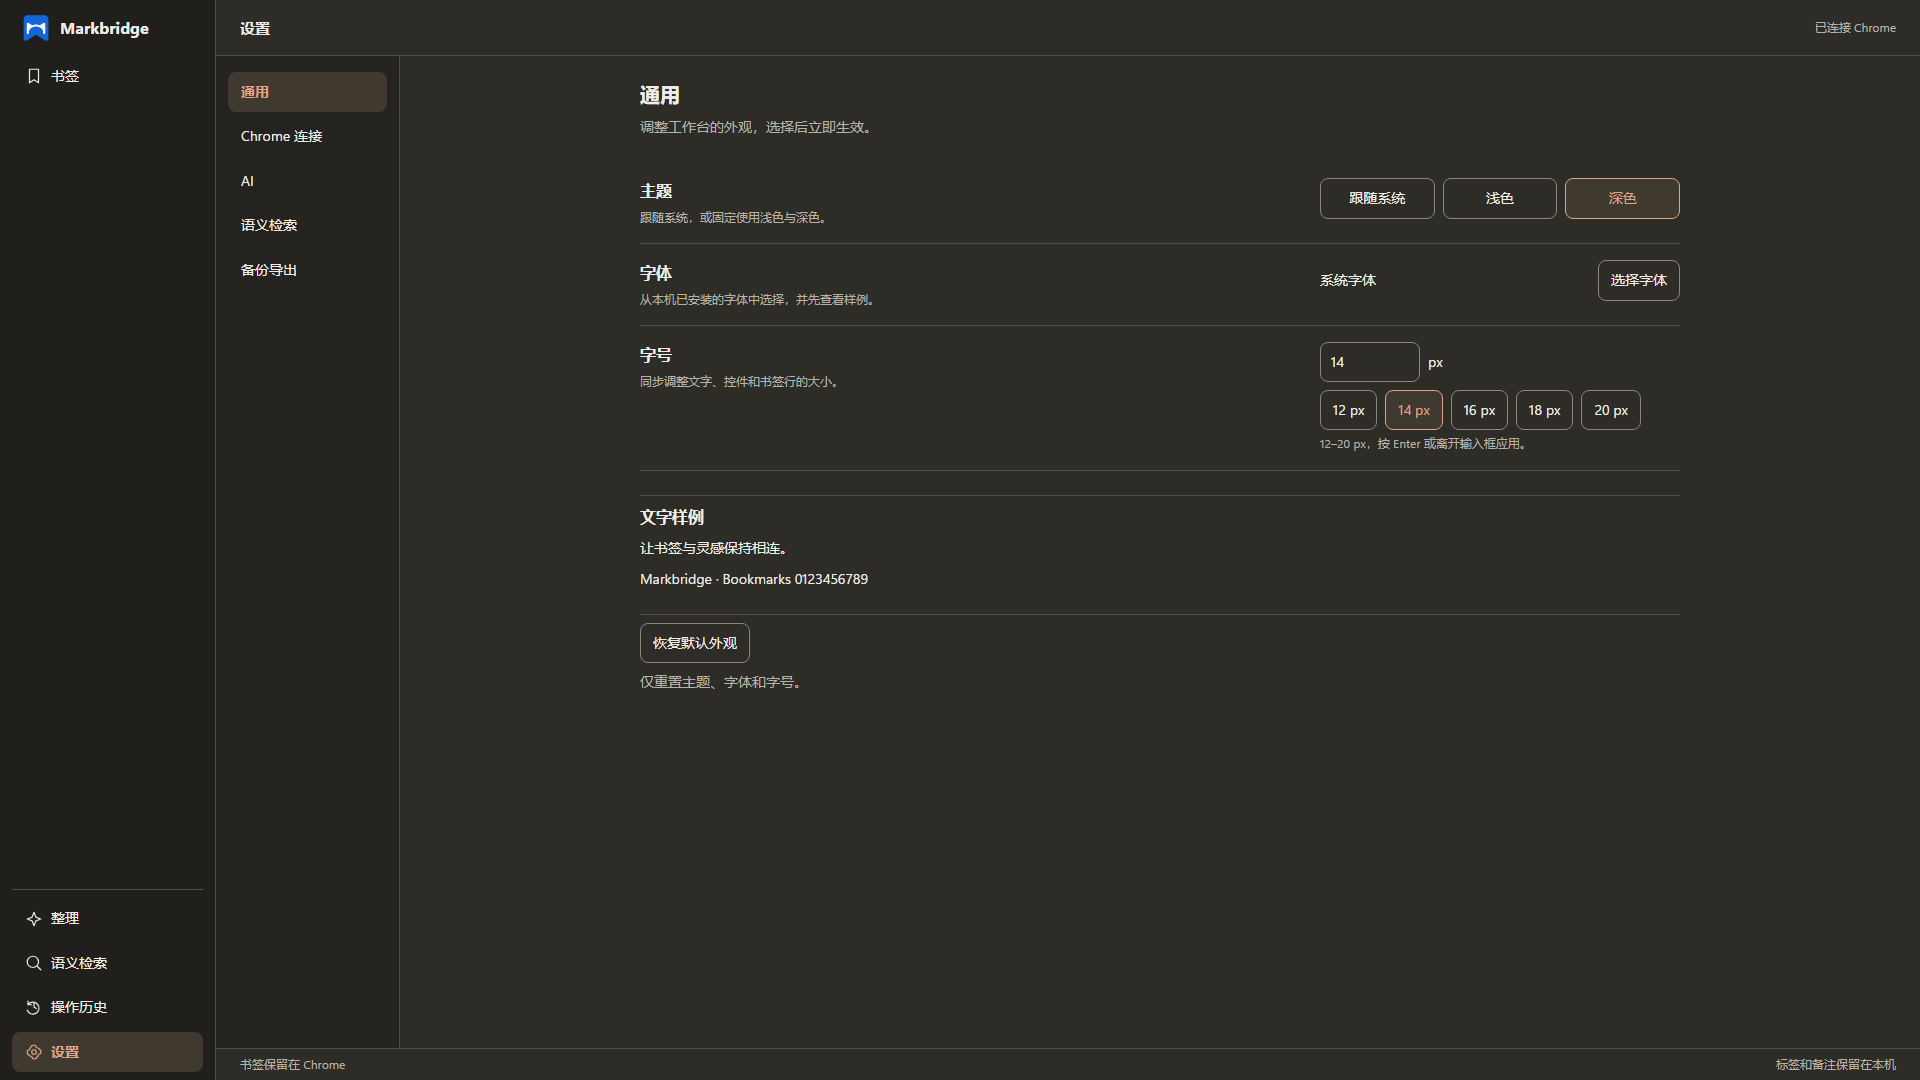 Markbridge
书签
整理
语义检索
操作历史
设置
设置
已连接 Chrome
通用
Chrome 连接
AI
语义检索
备份导出
通用
调整工作台的外观，选择后立即生效。
主题
跟随系统，或固定使用浅色与深色。
跟随系统 浅色 深色
字体
从本机已安装的字体中选择，并先查看样例。
系统字体 选择字体
字号
同步调整文字、控件和书签行的大小。
14 px
12 px 14 px 16 px 18 px 20 px
12–20 px，按 Enter 或离开输入框应用。
文字样例
让书签与灵感保持相连。
Markbridge · Bookmarks 0123456789
恢复默认外观
仅重置主题、字体和字号。
书签保留在 Chrome
标签和备注保留在本机